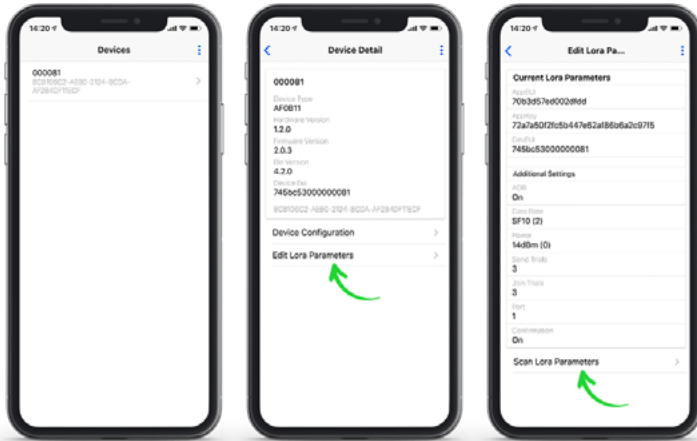 14:20
Devices
000081
14:20
Device Detail
000081
Device Type
AF0B11
Hardware Version
1.2.0
Firmware Version
2.0.3
Ble Version
4.2.0
Device Eui
745bc53000000081
Device Configuration
Edit Lora Parameters
14:20
Edit Lora Pa...
Current Lora Parameters
AppEUI
70b3d57ed002dfdd
AppKey
DevEUI
745bc53000000081
Additional Settings
ADR
On
Data Rate
SF10 (2)
Power
14dBm (0)
Send Trials
3
Join Trials
3
Port
1
Confirmation
On
Scan Lora Parameters